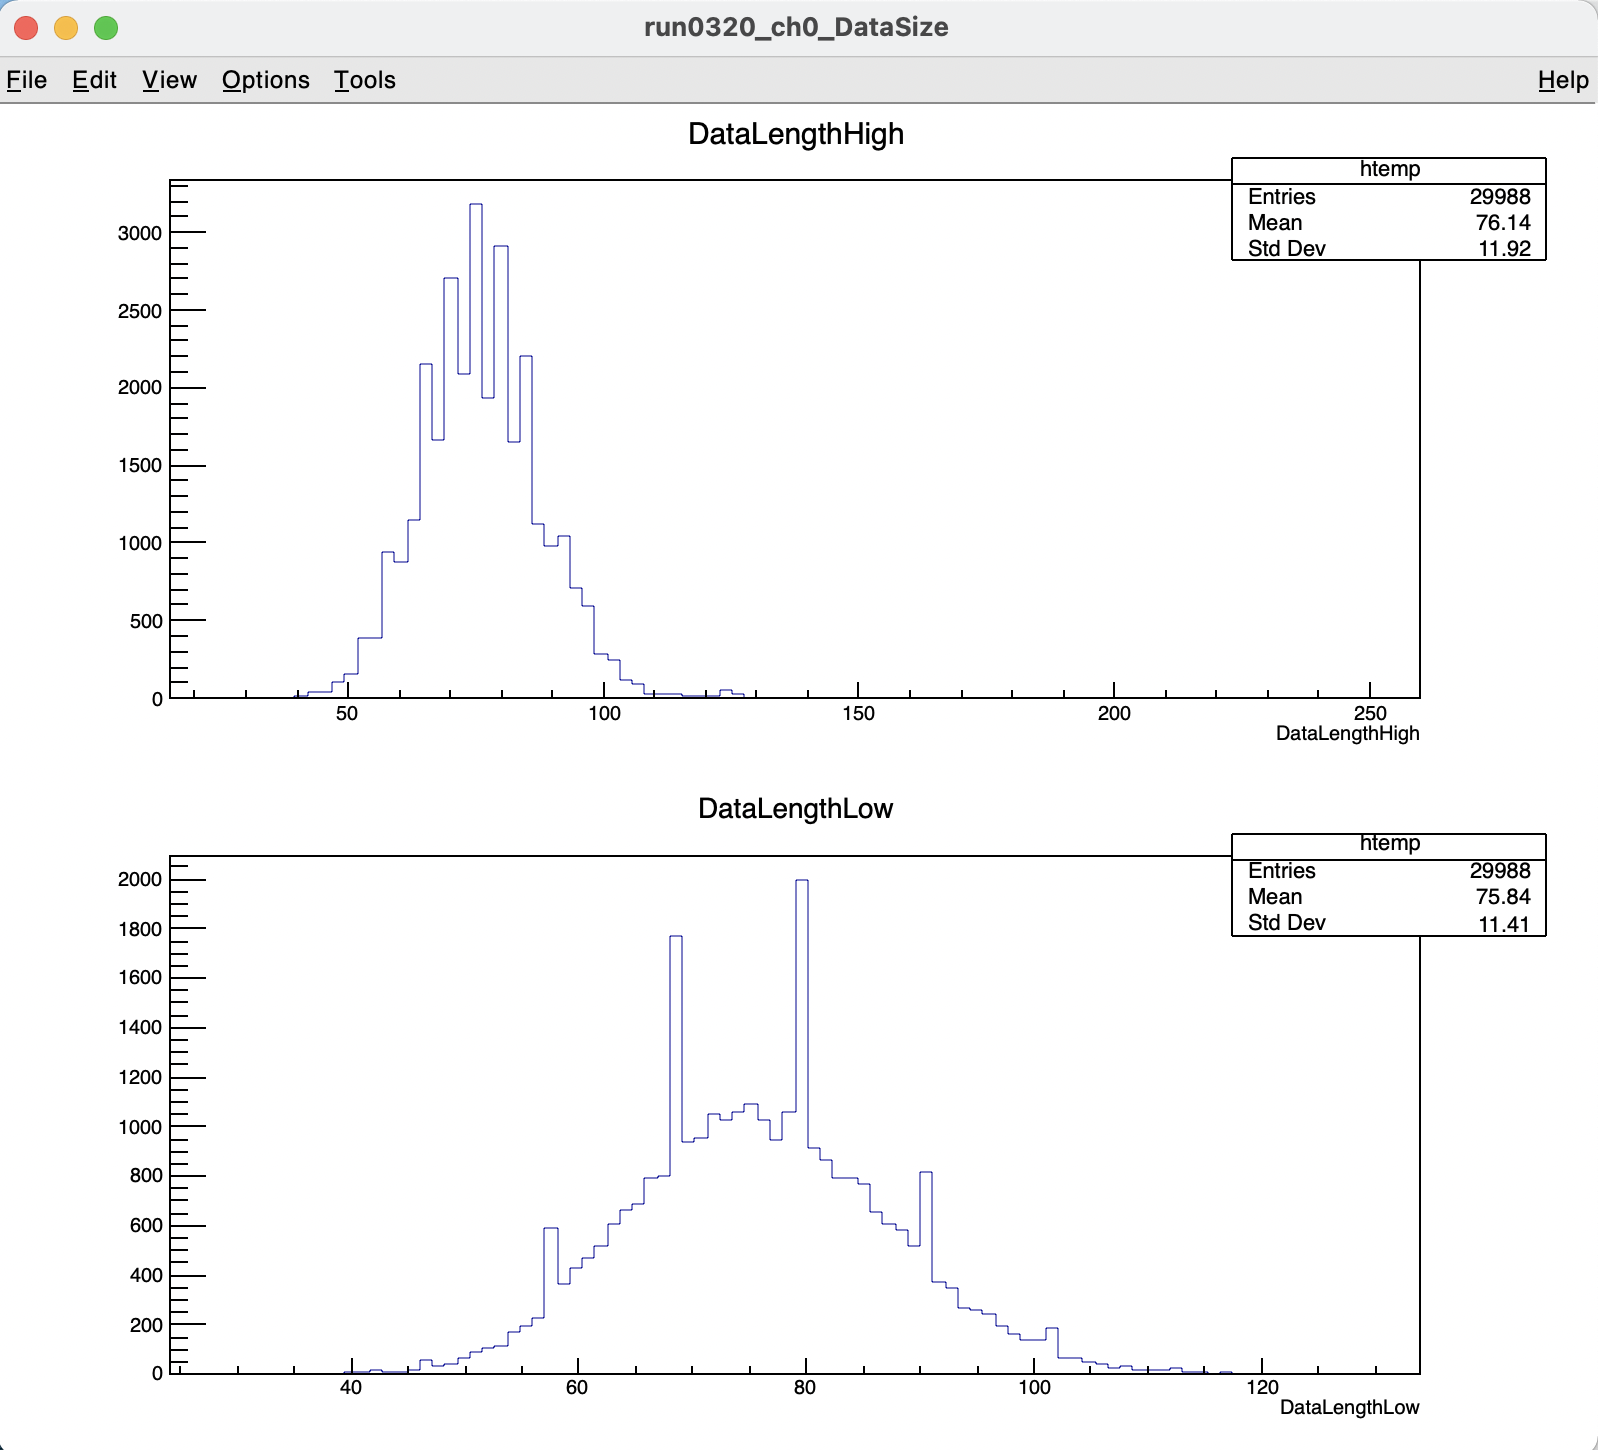 run0320_ch0_DataSize
File Edit View Options Tools Help
DataLengthHigh
htemp
Entries 29988
Mean 76.14
Std Dev 11.92
3000
2500
2000
1500
1000
500
0
50 100 150 200 250
DataLengthHigh
DataLengthLow
htemp
Entries 29988
Mean 75.84
Std Dev 11.41
2000
1800
1600
1400
1200
1000
800
600
400
200
0
40 60 80 100 120
DataLengthLow